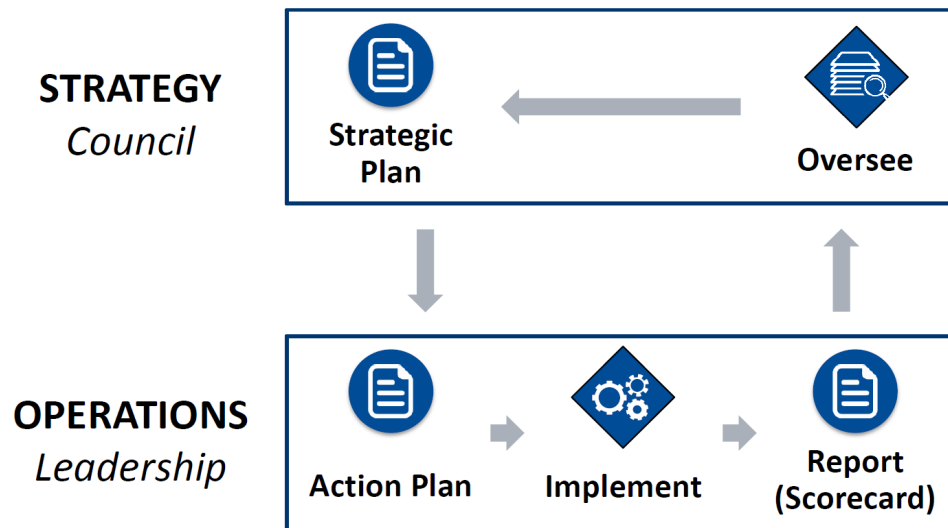 STRATEGY
Council
Strategic
Plan
Oversee
OPERATIONS
Leadership
Action Plan
Implement
Report
(Scorecard)